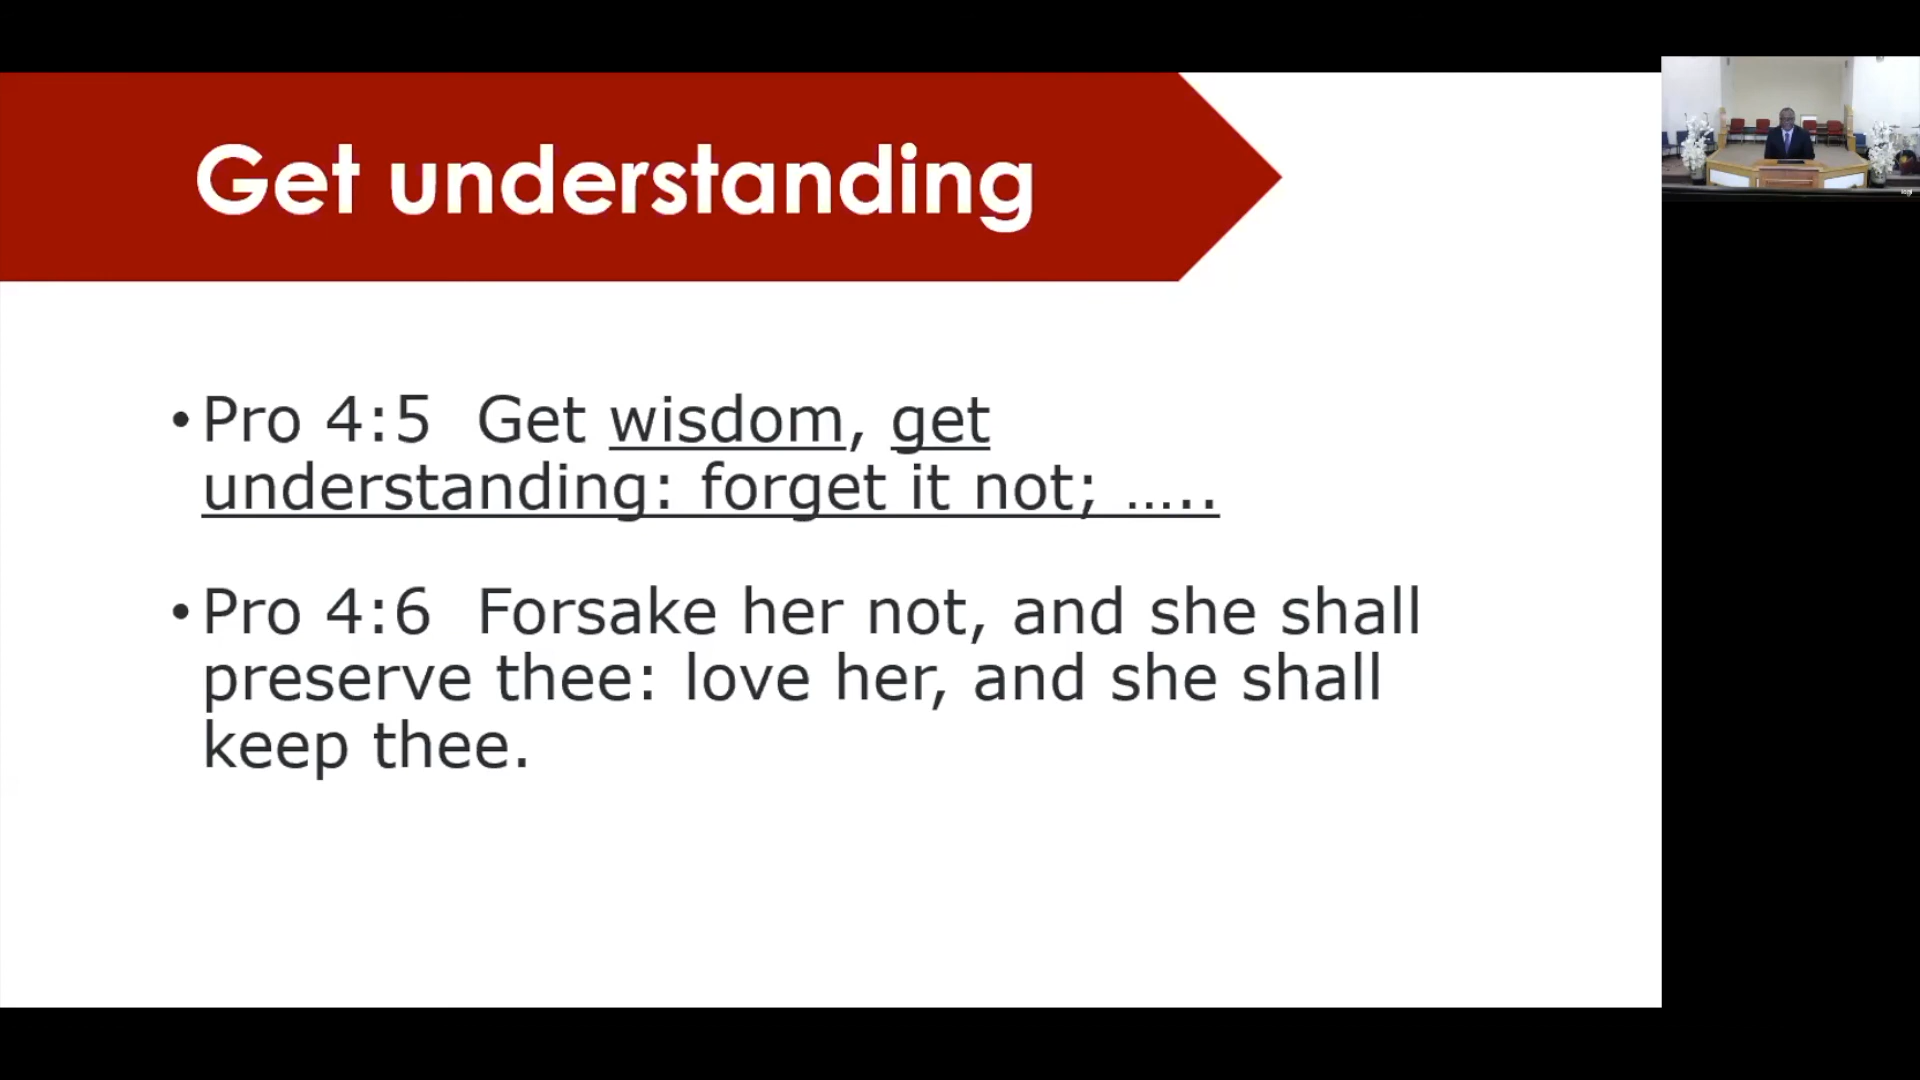 Get understanding
• Pro 4:5  Get wisdom, get
understanding: forget it not; …..
• Pro 4:6  Forsake her not, and she shall
preserve thee: love her, and she shall
keep thee.